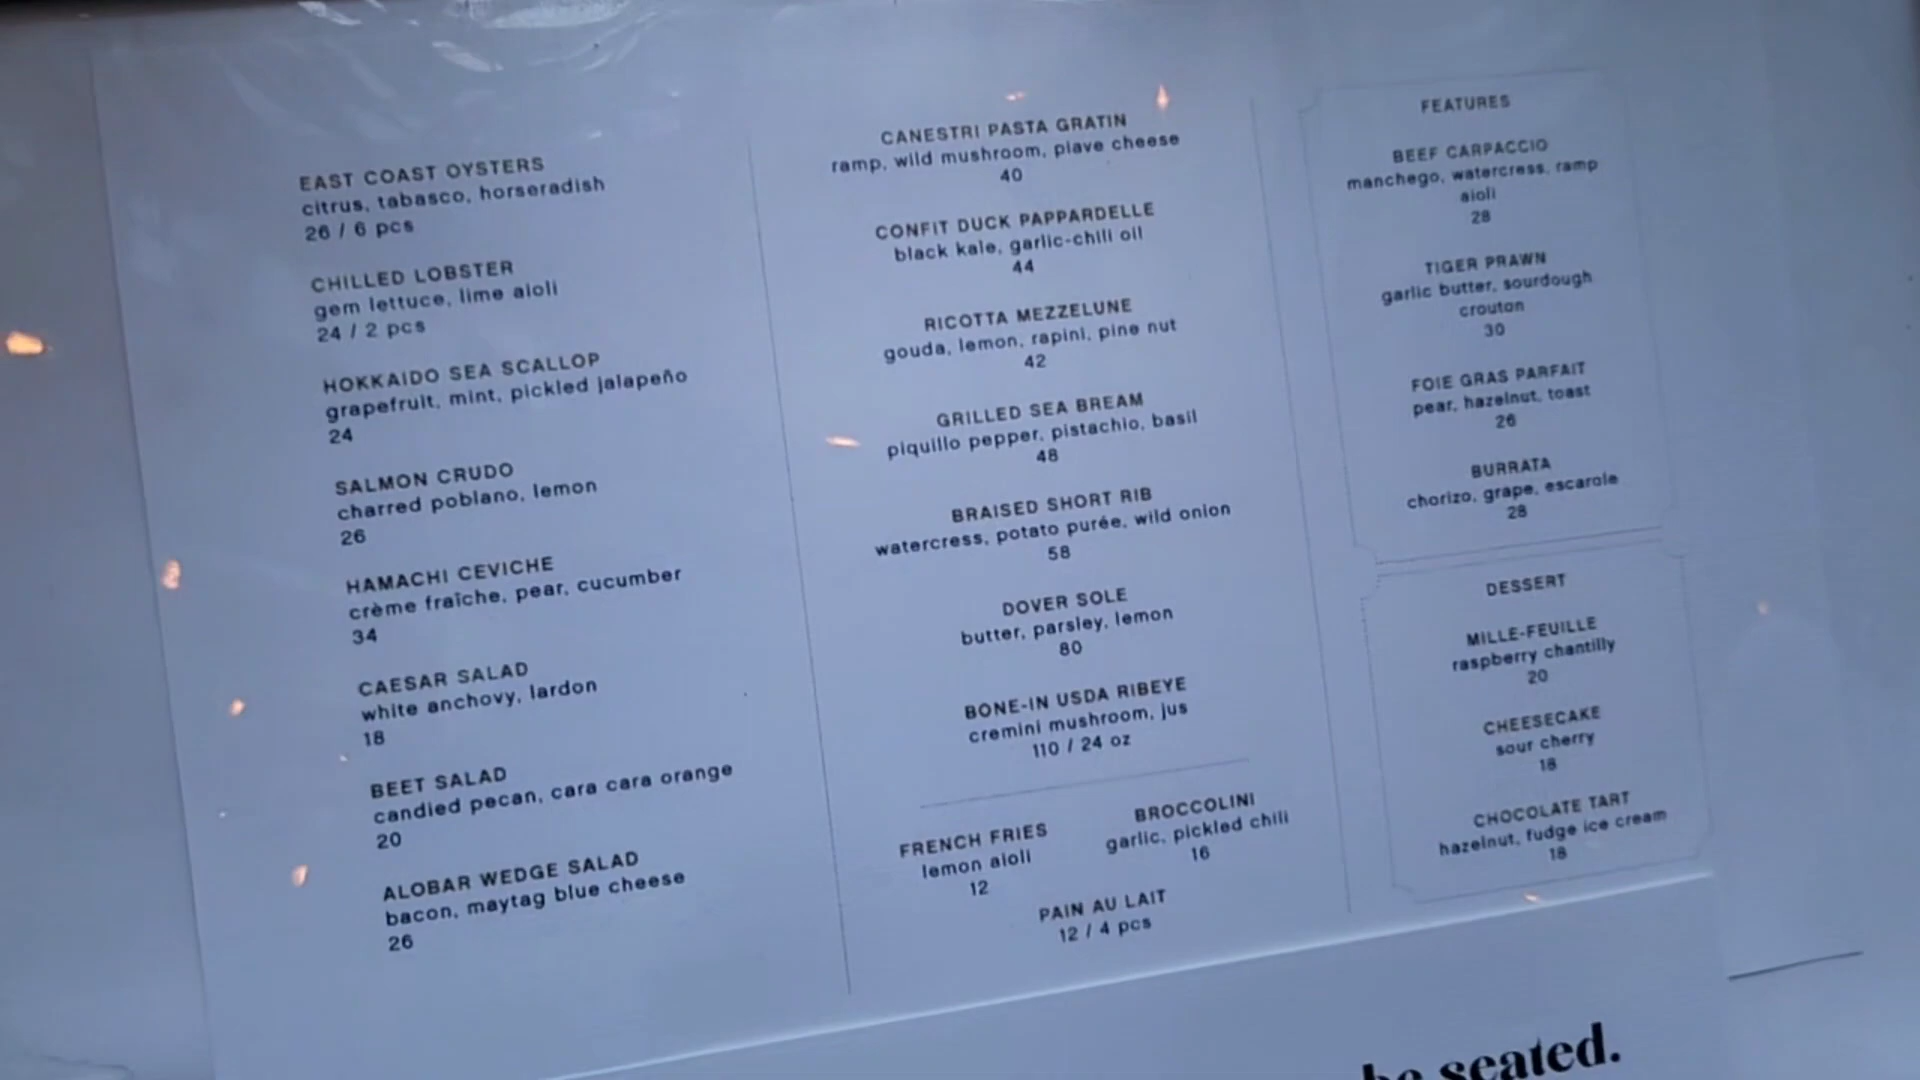 EAST COAST OYSTERS
citrus, tabasco, horseradish
26 / 6 pcs
CHILLED LOBSTER
gem lettuce, lime aioli
24 / 2 pcs
HOKKAIDO SEA SCALLOP
grapefruit, mint, pickled jalapeño
24
SALMON CRUDO
charred poblano, lemon
26
HAMACHI CEVICHE
crème fraîche, pear, cucumber
34
CAESAR SALAD
white anchovy, lardon
18
BEET SALAD
candied pecan, cara cara orange
20
ALOBAR WEDGE SALAD
bacon, maytag blue cheese
26
CANESTRI PASTA GRATIN
ramp, wild mushroom, piave cheese
40
CONFIT DUCK PAPPARDELLE
black kale, garlic-chili oil
44
RICOTTA MEZZELUNE
gouda, lemon, rapini, pine nut
42
GRILLED SEA BREAM
piquillo pepper, pistachio, basil
48
BRAISED SHORT RIB
watercress, potato purée, wild onion
58
DOVER SOLE
butter, parsley, lemon
80
BONE-IN USDA RIBEYE
cremini mushroom, jus
110 / 24 oz
FRENCH FRIES
lemon aioli
12
BROCCOLINI
garlic, pickled chili
16
PAIN AU LAIT
12 / 4 pcs
FEATURES
BEEF CARPACCIO
manchego, watercress, ramp
aioli
28
TIGER PRAWN
garlic butter, sourdough
crouton
30
FOIE GRAS PARFAIT
pear, hazelnut, toast
26
BURRATA
chorizo, grape, escarole
28
DESSERT
MILLE-FEUILLE
raspberry chantilly
20
CHEESECAKE
sour cherry
18
CHOCOLATE TART
hazelnut, fudge ice cream
18
be seated.